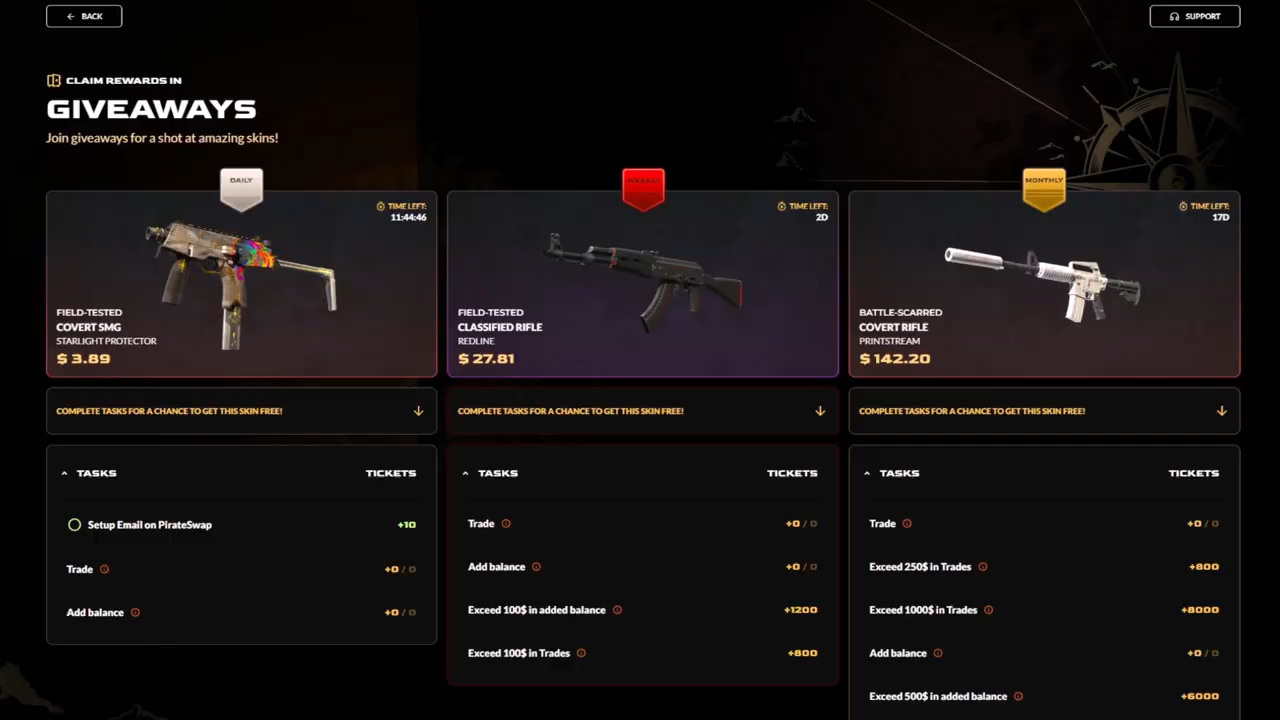 BACK
SUPPORT
CLAIM REWARDS IN
GIVEAWAYS
Join giveaways for a shot at amazing skins!
DAILY
TIME LEFT:
11:44:46
FIELD-TESTED
COVERT SMG
STARLIGHT PROTECTOR
$ 3.89
WEEKLY
TIME LEFT:
2D
FIELD-TESTED
CLASSIFIED RIFLE
REDLINE
$ 27.81
MONTHLY
TIME LEFT:
17D
BATTLE-SCARRED
COVERT RIFLE
PRINTSTREAM
$ 142.20
COMPLETE TASKS FOR A CHANCE TO GET THIS SKIN FREE!
COMPLETE TASKS FOR A CHANCE TO GET THIS SKIN FREE!
COMPLETE TASKS FOR A CHANCE TO GET THIS SKIN FREE!
TASKS TICKETS
Setup Email on PirateSwap +10
Trade +0 / 0
Add balance +0 / 0
TASKS TICKETS
Trade +0 / 0
Add balance +0 / 0
Exceed 100$ in added balance +1200
Exceed 100$ in Trades +800
TASKS TICKETS
Trade +0 / 0
Exceed 250$ in Trades +800
Exceed 1000$ in Trades +8000
Add balance +0 / 0
Exceed 500$ in added balance +6000